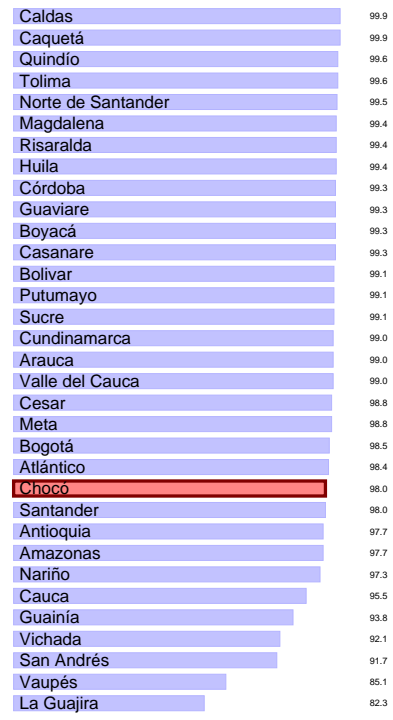 Caldas 99.9
Caquetá 99.9
Quindío 99.6
Tolima 99.6
Norte de Santander 99.5
Magdalena 99.4
Risaralda 99.4
Huila 99.4
Córdoba 99.3
Guaviare 99.3
Boyacá 99.3
Casanare 99.3
Bolivar 99.1
Putumayo 99.1
Sucre 99.1
Cundinamarca 99.0
Arauca 99.0
Valle del Cauca 99.0
Cesar 98.8
Meta 98.8
Bogotá 98.5
Atlántico 98.4
Chocó 98.0
Santander 98.0
Antioquia 97.7
Amazonas 97.7
Nariño 97.3
Cauca 95.5
Guainía 93.8
Vichada 92.1
San Andrés 91.7
Vaupés 85.1
La Guajira 82.3